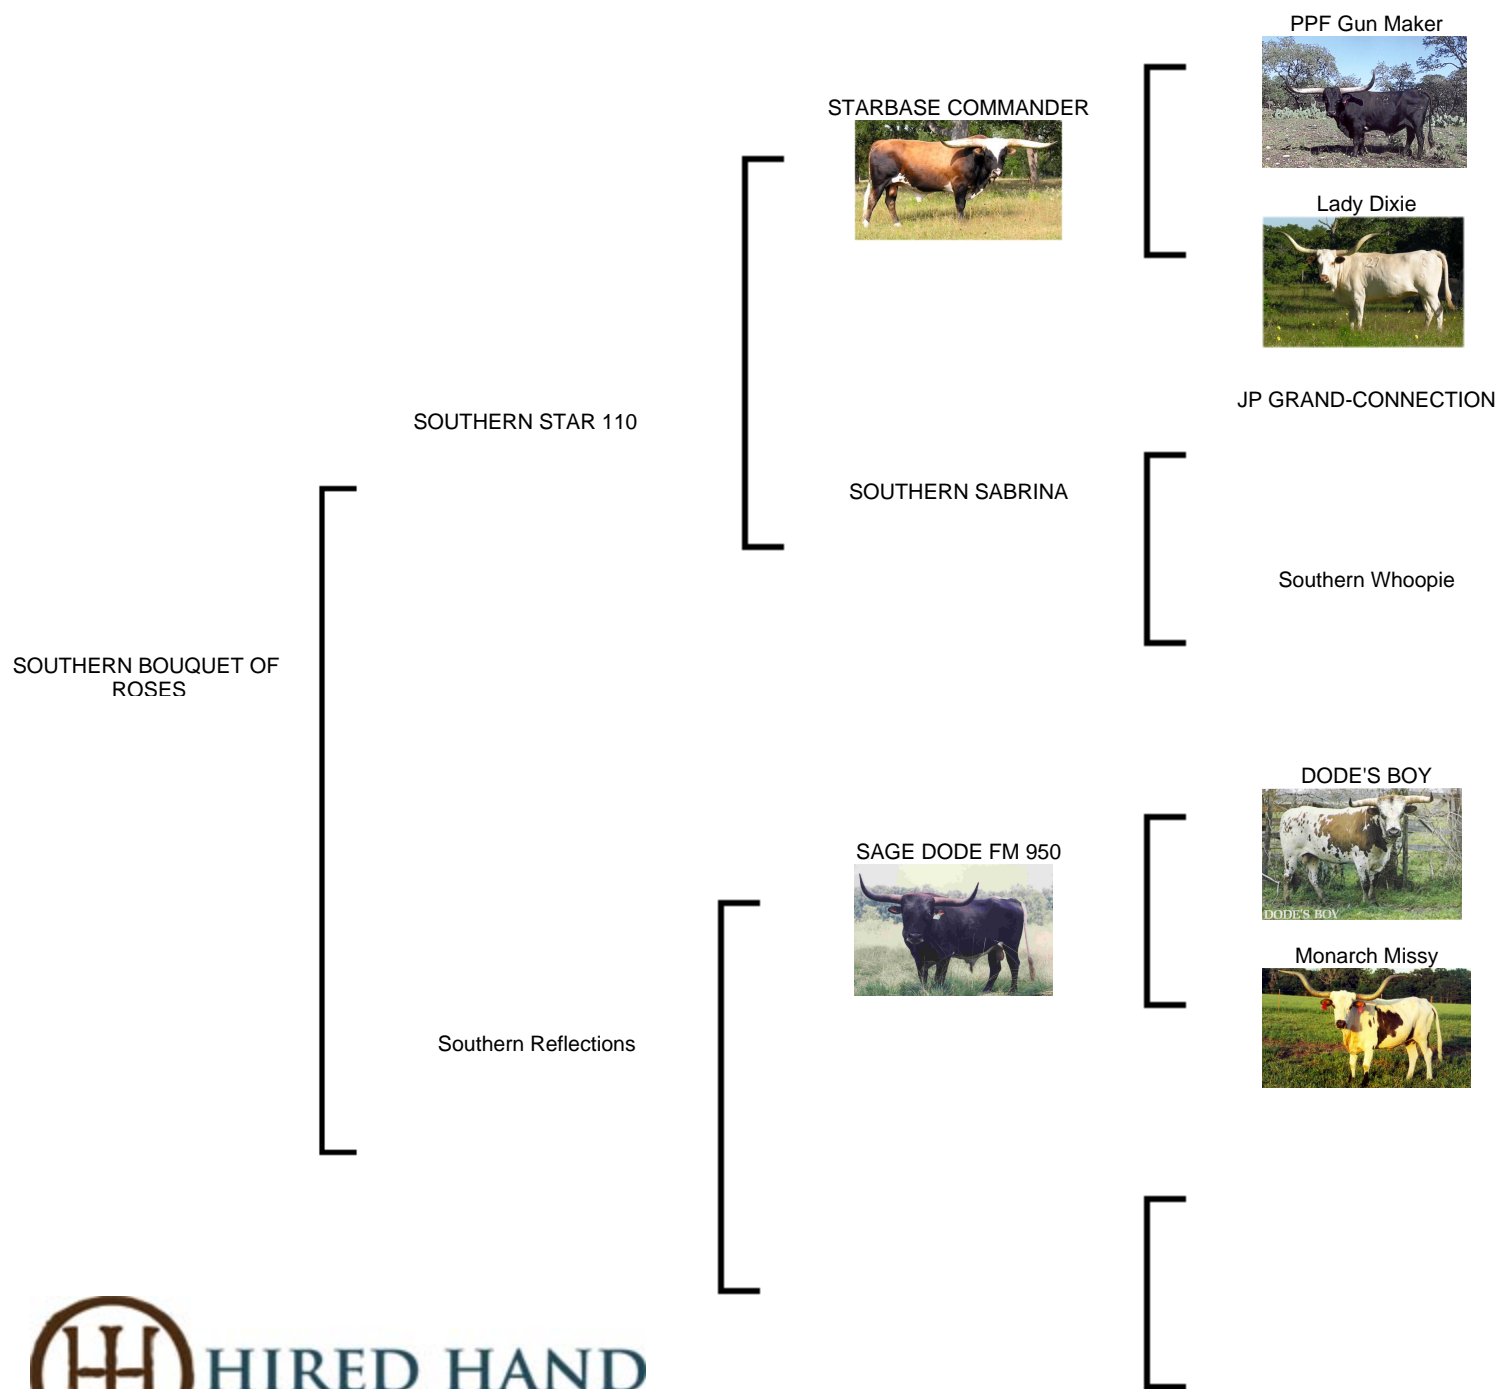 PPF Gun Maker
STARBASE COMMANDER
Lady Dixie
JP GRAND-CONNECTION
SOUTHERN STAR 110
SOUTHERN SABRINA
Southern Whoopie
SOUTHERN BOUQUET OF
ROSES
DODE'S BOY
SAGE DODE FM 950
DODE'S BOY
Monarch Missy
Southern Reflections
HIRED HAND